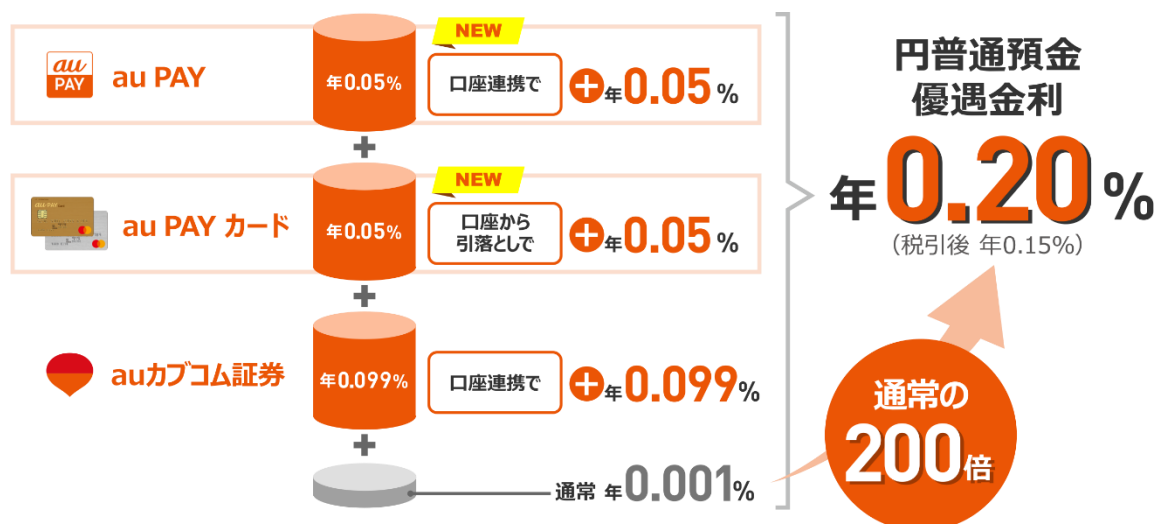 au
PAY
au PAY
年0.05%
NEW
口座連携で
+年0.05%
+
au PAY カード
年0.05%
NEW
口座から
引落としで
+年0.05%
+
auカブコム証券
年0.099%
口座連携で
+年0.099%
+
通常 年0.001%
円普通預金
優遇金利
年0.20%
(税引後 年0.15%)
通常の
200倍